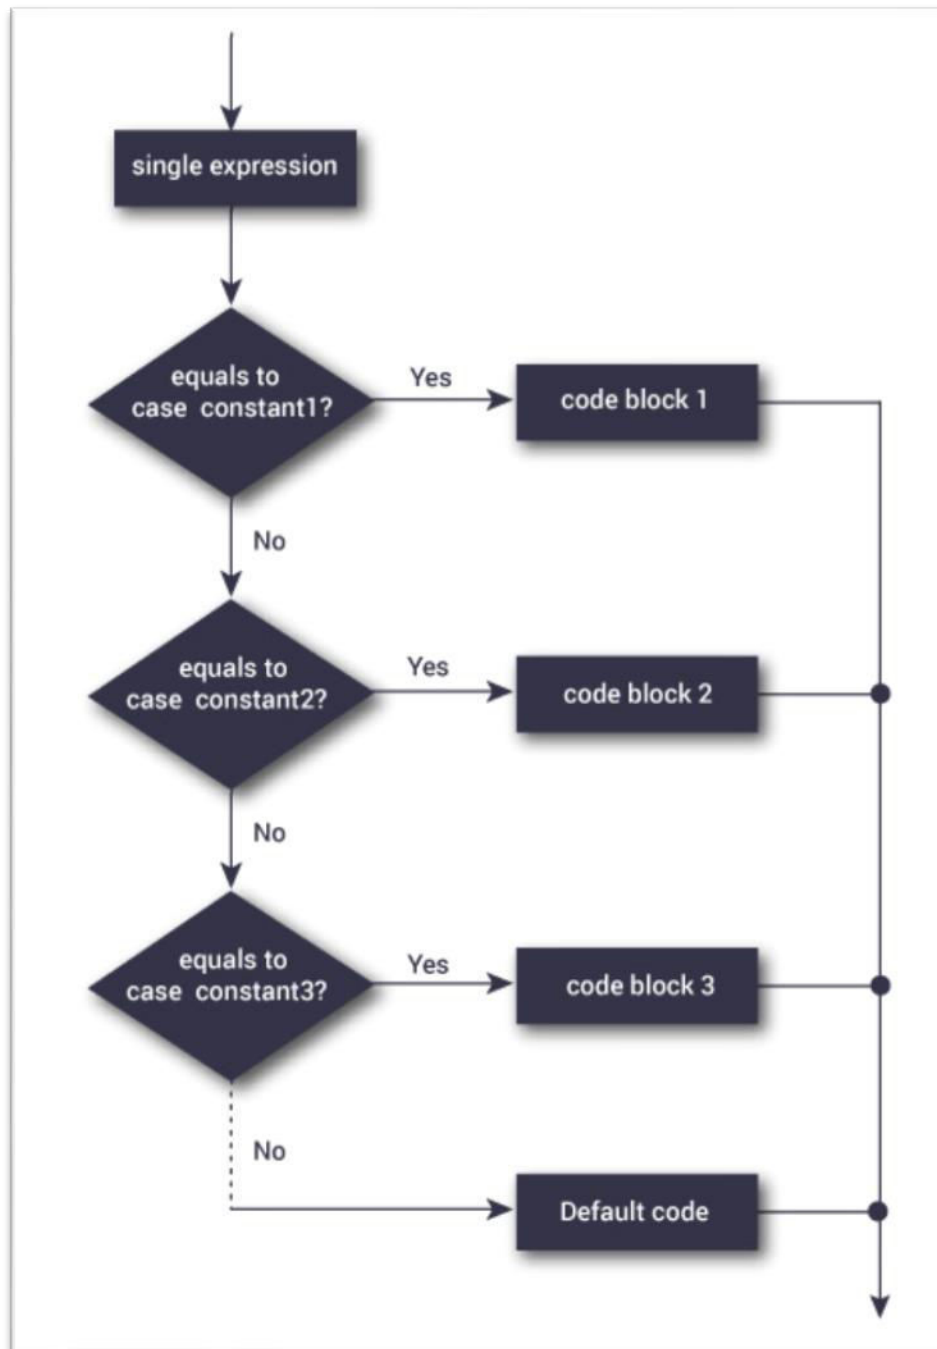 single expression
equals to
case constant1?
Yes
code block 1
No
equals to
case constant2?
Yes
code block 2
No
equals to
case constant3?
Yes
code block 3
No
Default code